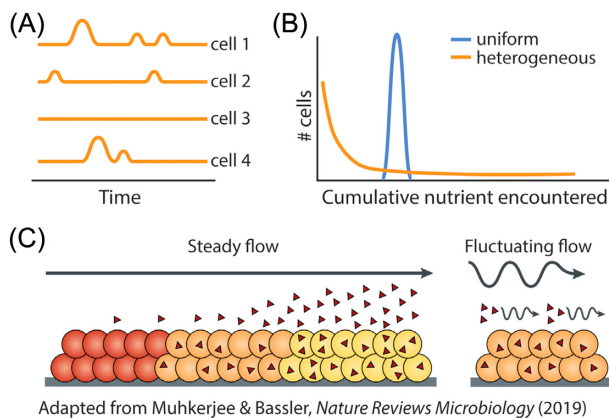 (A)
cell 1
cell 2
cell 3
cell 4
Time
(B)
uniform
heterogeneous
# cells
Cumulative nutrient encountered
(C)
Steady flow
Fluctuating flow
Adapted from Muhkerjee & Bassler, Nature Reviews Microbiology (2019)